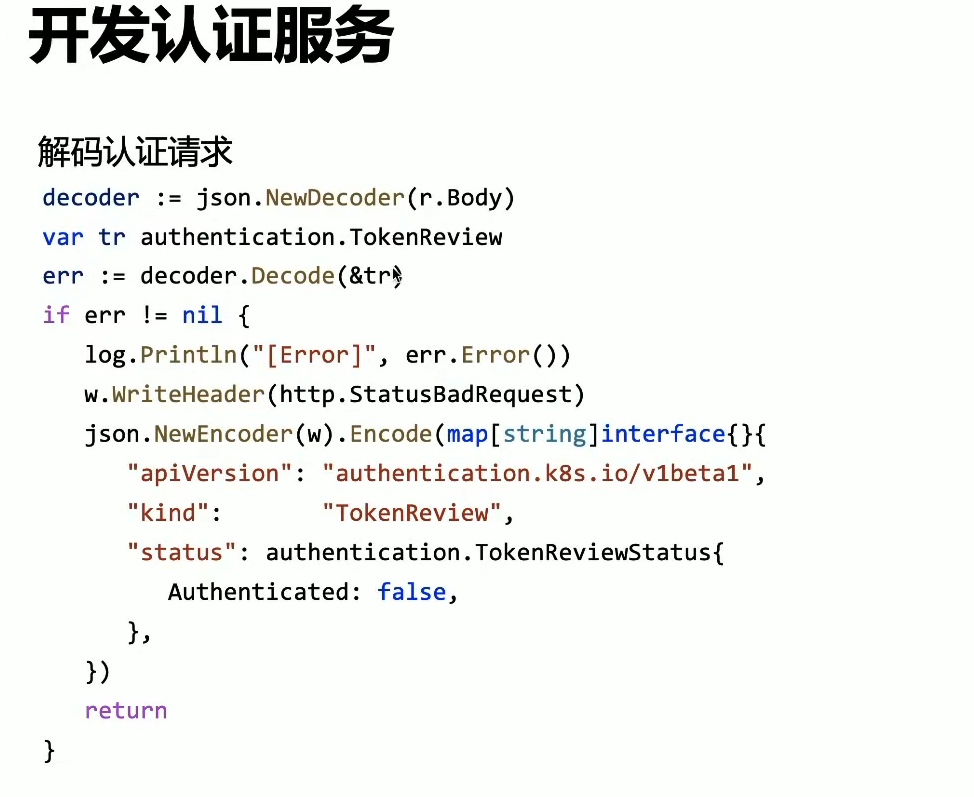 开发认证服务
解码认证请求
decoder := json.NewDecoder(r.Body)
var tr authentication.TokenReview
err := decoder.Decode(&tr)
if err != nil {
log.Println("[Error]", err.Error())
w.WriteHeader(http.StatusBadRequest)
json.NewEncoder(w).Encode(map[string]interface{}{
"apiVersion": "authentication.k8s.io/v1beta1",
"kind": "TokenReview",
"status": authentication.TokenReviewStatus{
Authenticated: false,
},
})
return
}